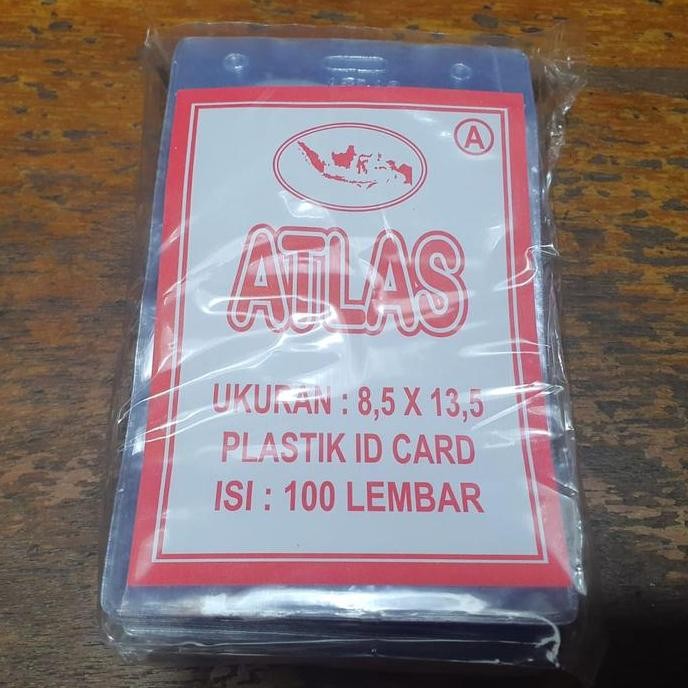 A
ATLAS
UKURAN : 8,5 X 13,5
PLASTIK ID CARD
ISI : 100 LEMBAR